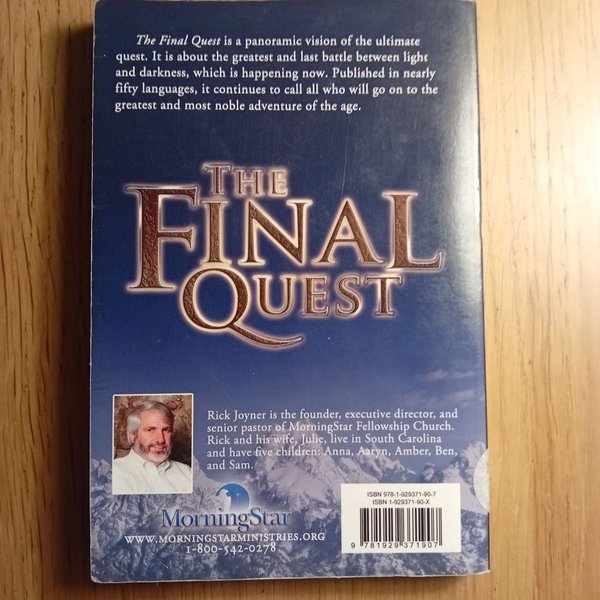 The Final Quest is a panoramic vision of the ultimate
quest. It is about the greatest and last battle between light
and darkness, which is happening now. Published in nearly
fifty languages, it continues to call all who will go on to the
greatest and most noble adventure of the age.
THE
FINAL
QUEST
Rick Joyner is the founder, executive director, and
senior pastor of MorningStar Fellowship Church.
Rick and his wife, Julie, live in South Carolina
and have five children: Anna, Aaryn, Amber, Ben,
and Sam.
MorningStar
WWW.MORNINGSTARMINISTRIES.ORG
1-800-542-0278
ISBN 978-1-929371-90-7
ISBN 1-929371-90-X
9 781929 371907